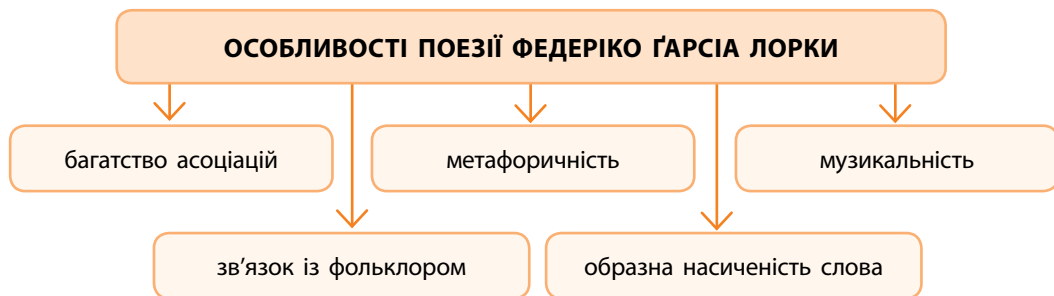 ОСОБЛИВОСТІ ПОЕЗІЇ ФЕДЕРІКО ҐАРСІА ЛОРКИ
багатство асоціацій
метафоричність
музикальність
зв'язок із фольклором
образна насиченість слова